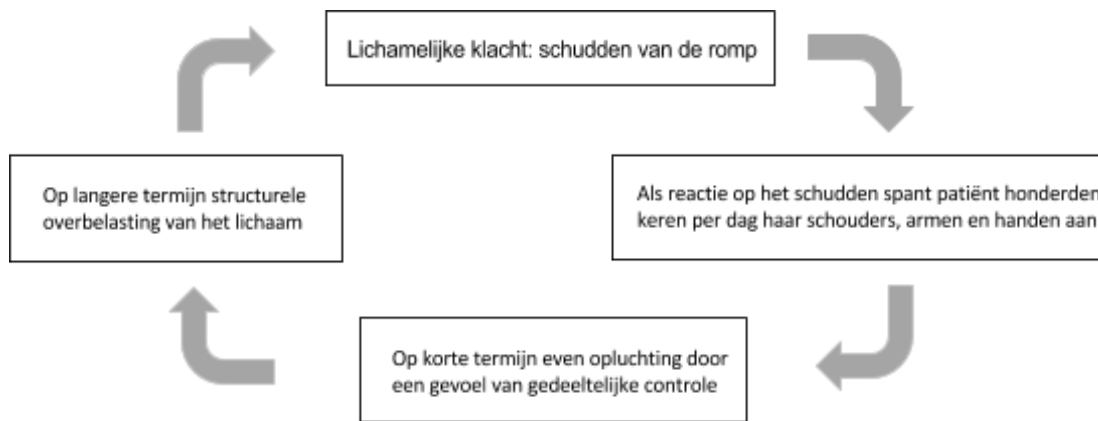 Lichamelijke klacht: schudden van de romp
Als reactie op het schudden spant patiënt honderden
keren per dag haar schouders, armen en handen aan
Op korte termijn even opluchting door
een gevoel van gedeeltelijke controle
Op langere termijn structurele
overbelasting van het lichaam